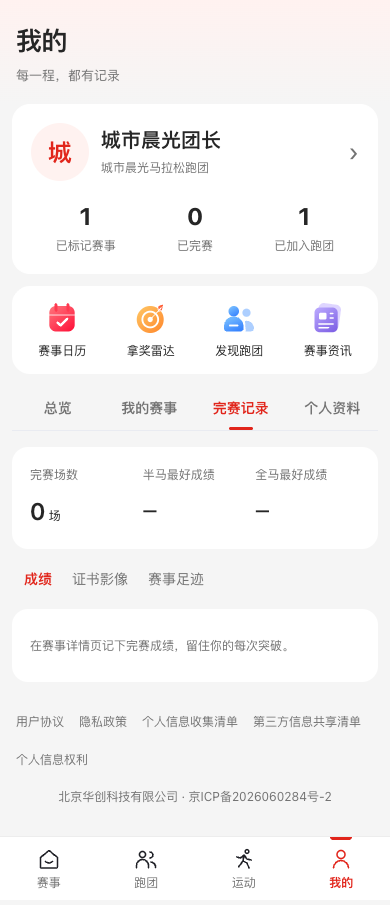 我的
每一程，都有记录
城
城市晨光团长
城市晨光马拉松跑团
1
0
1
已标记赛事
已完赛
已加入跑团
赛事日历
拿奖雷达
发现跑团
赛事资讯
总览
我的赛事
完赛记录
个人资料
完赛场数
半马最好成绩
全马最好成绩
0 场
–
–
成绩
证书影像
赛事足迹
在赛事详情页记下完赛成绩，留住你的每次突破。
用户协议
隐私政策
个人信息收集清单
第三方信息共享清单
个人信息权利
北京华创科技有限公司 · 京ICP备2026060284号-2
赛事
跑团
运动
我的